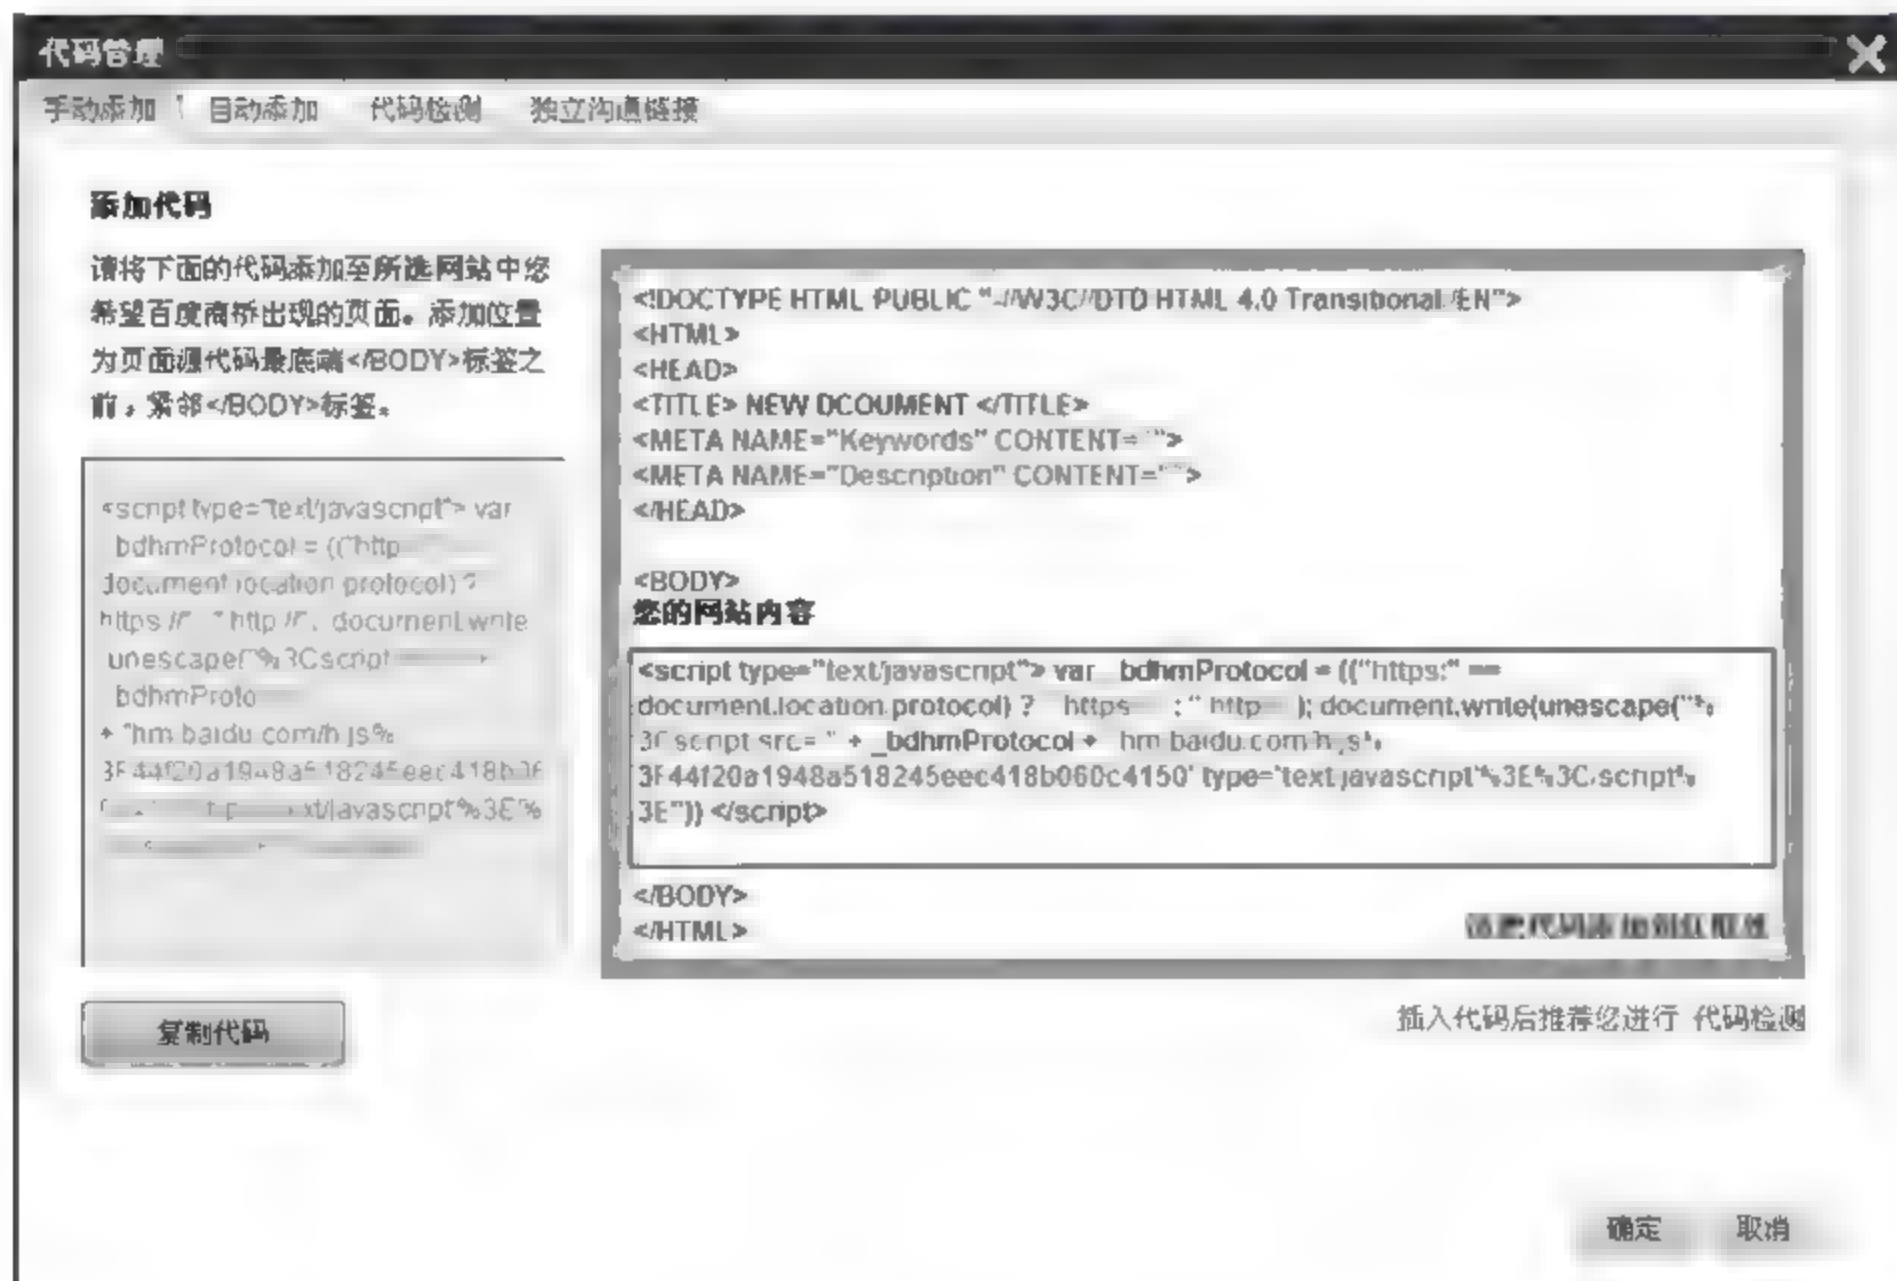 代码管理
手动添加 自动添加 代码检测 独立沟通链接
添加代码
请将下面的代码添加至所选网站中您
希望百度商桥出现的页面。添加位置
为页面源代码最底端</BODY>标签之
前，紧邻</BODY>标签。
<script type="text/javascript"> var
bdhmProtocol = (("http
document location protocol) ?
https http document.write
unescape("%3Cscript
bdhmProto
+ "hm.baidu.com/h.js%
3F44f20a1948a518245eec418b06
text/javascript'%3E%
复制代码
<!DOCTYPE HTML PUBLIC "-//W3C//DTD HTML 4.0 Transitional//EN">
<HTML>
<HEAD>
<TITLE> NEW DCOUMENT </TITLE>
<META NAME="Keywords" CONTENT="">
<META NAME="Description" CONTENT="">
</HEAD>
<BODY>
您的网站内容
<script type="text/javascript"> var _bdhmProtocol = (("https:" ==
document.location.protocol) ? https : " http ); document.write(unescape("%
3Cscript src= " + _bdhmProtocol + hm.baidu.com/h.js%
3F44f20a1948a518245eec418b060c4150' type='text/javascript'%3E%3C/script%
3E")) </script>
</BODY>
</HTML>
插入代码后推荐您进行 代码检测
确定 取消